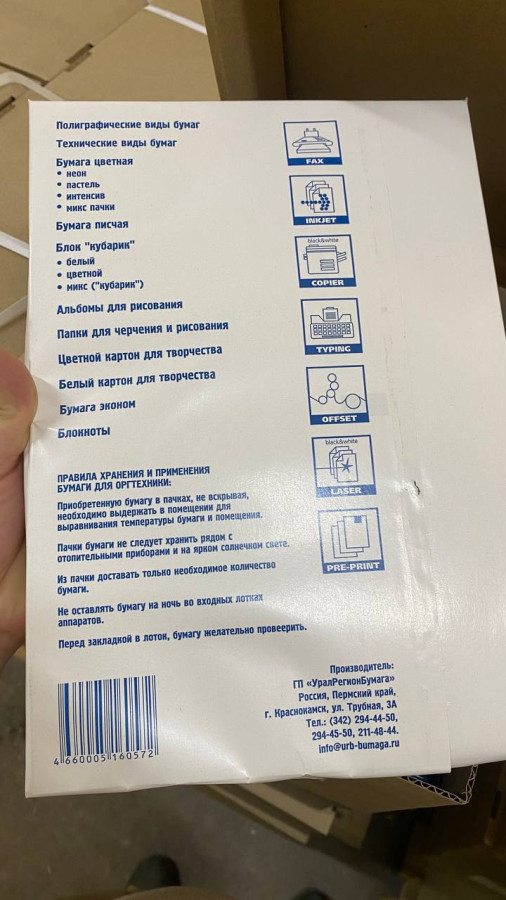 Полиграфические виды бумаг
Технические виды бумаг
Бумага цветная
• неон
• пастель
• интенсив
• микс пачки
Бумага писчая
Блок "кубарик"
• белый
• цветной
• микс ("кубарик")
Альбомы для рисования
Папки для черчения и рисования
Цветной картон для творчества
Белый картон для творчества
Бумага эконом
Блокноты
FAX
INKJET
black&white
COPIER
TYPING
OFFSET
black&white
LASER
PRE-PRINT
ПРАВИЛА ХРАНЕНИЯ И ПРИМЕНЕНИЯ
БУМАГИ ДЛЯ ОРГТЕХНИКИ:
Приобретенную бумагу в пачках, не вскрывая,
необходимо выдержать в помещении для
выравнивания температуры бумаги и помещения.
Пачки бумаги не следует хранить рядом с
отопительными приборами и на ярком солнечном свете.
Из пачки доставать только необходимое количество
бумаги.
Не оставлять бумагу на ночь во входных лотках
аппаратов.
Перед закладкой в лоток, бумагу желательно провеерить.
Производитель:
ГП «УралРегионБумага»
Россия, Пермский край,
г. Краснокамск, ул. Трубная, 3А
Тел.: (342) 294-44-50,
294-45-50, 211-48-44.
info@urb-bumaga.ru
4 660005 160572